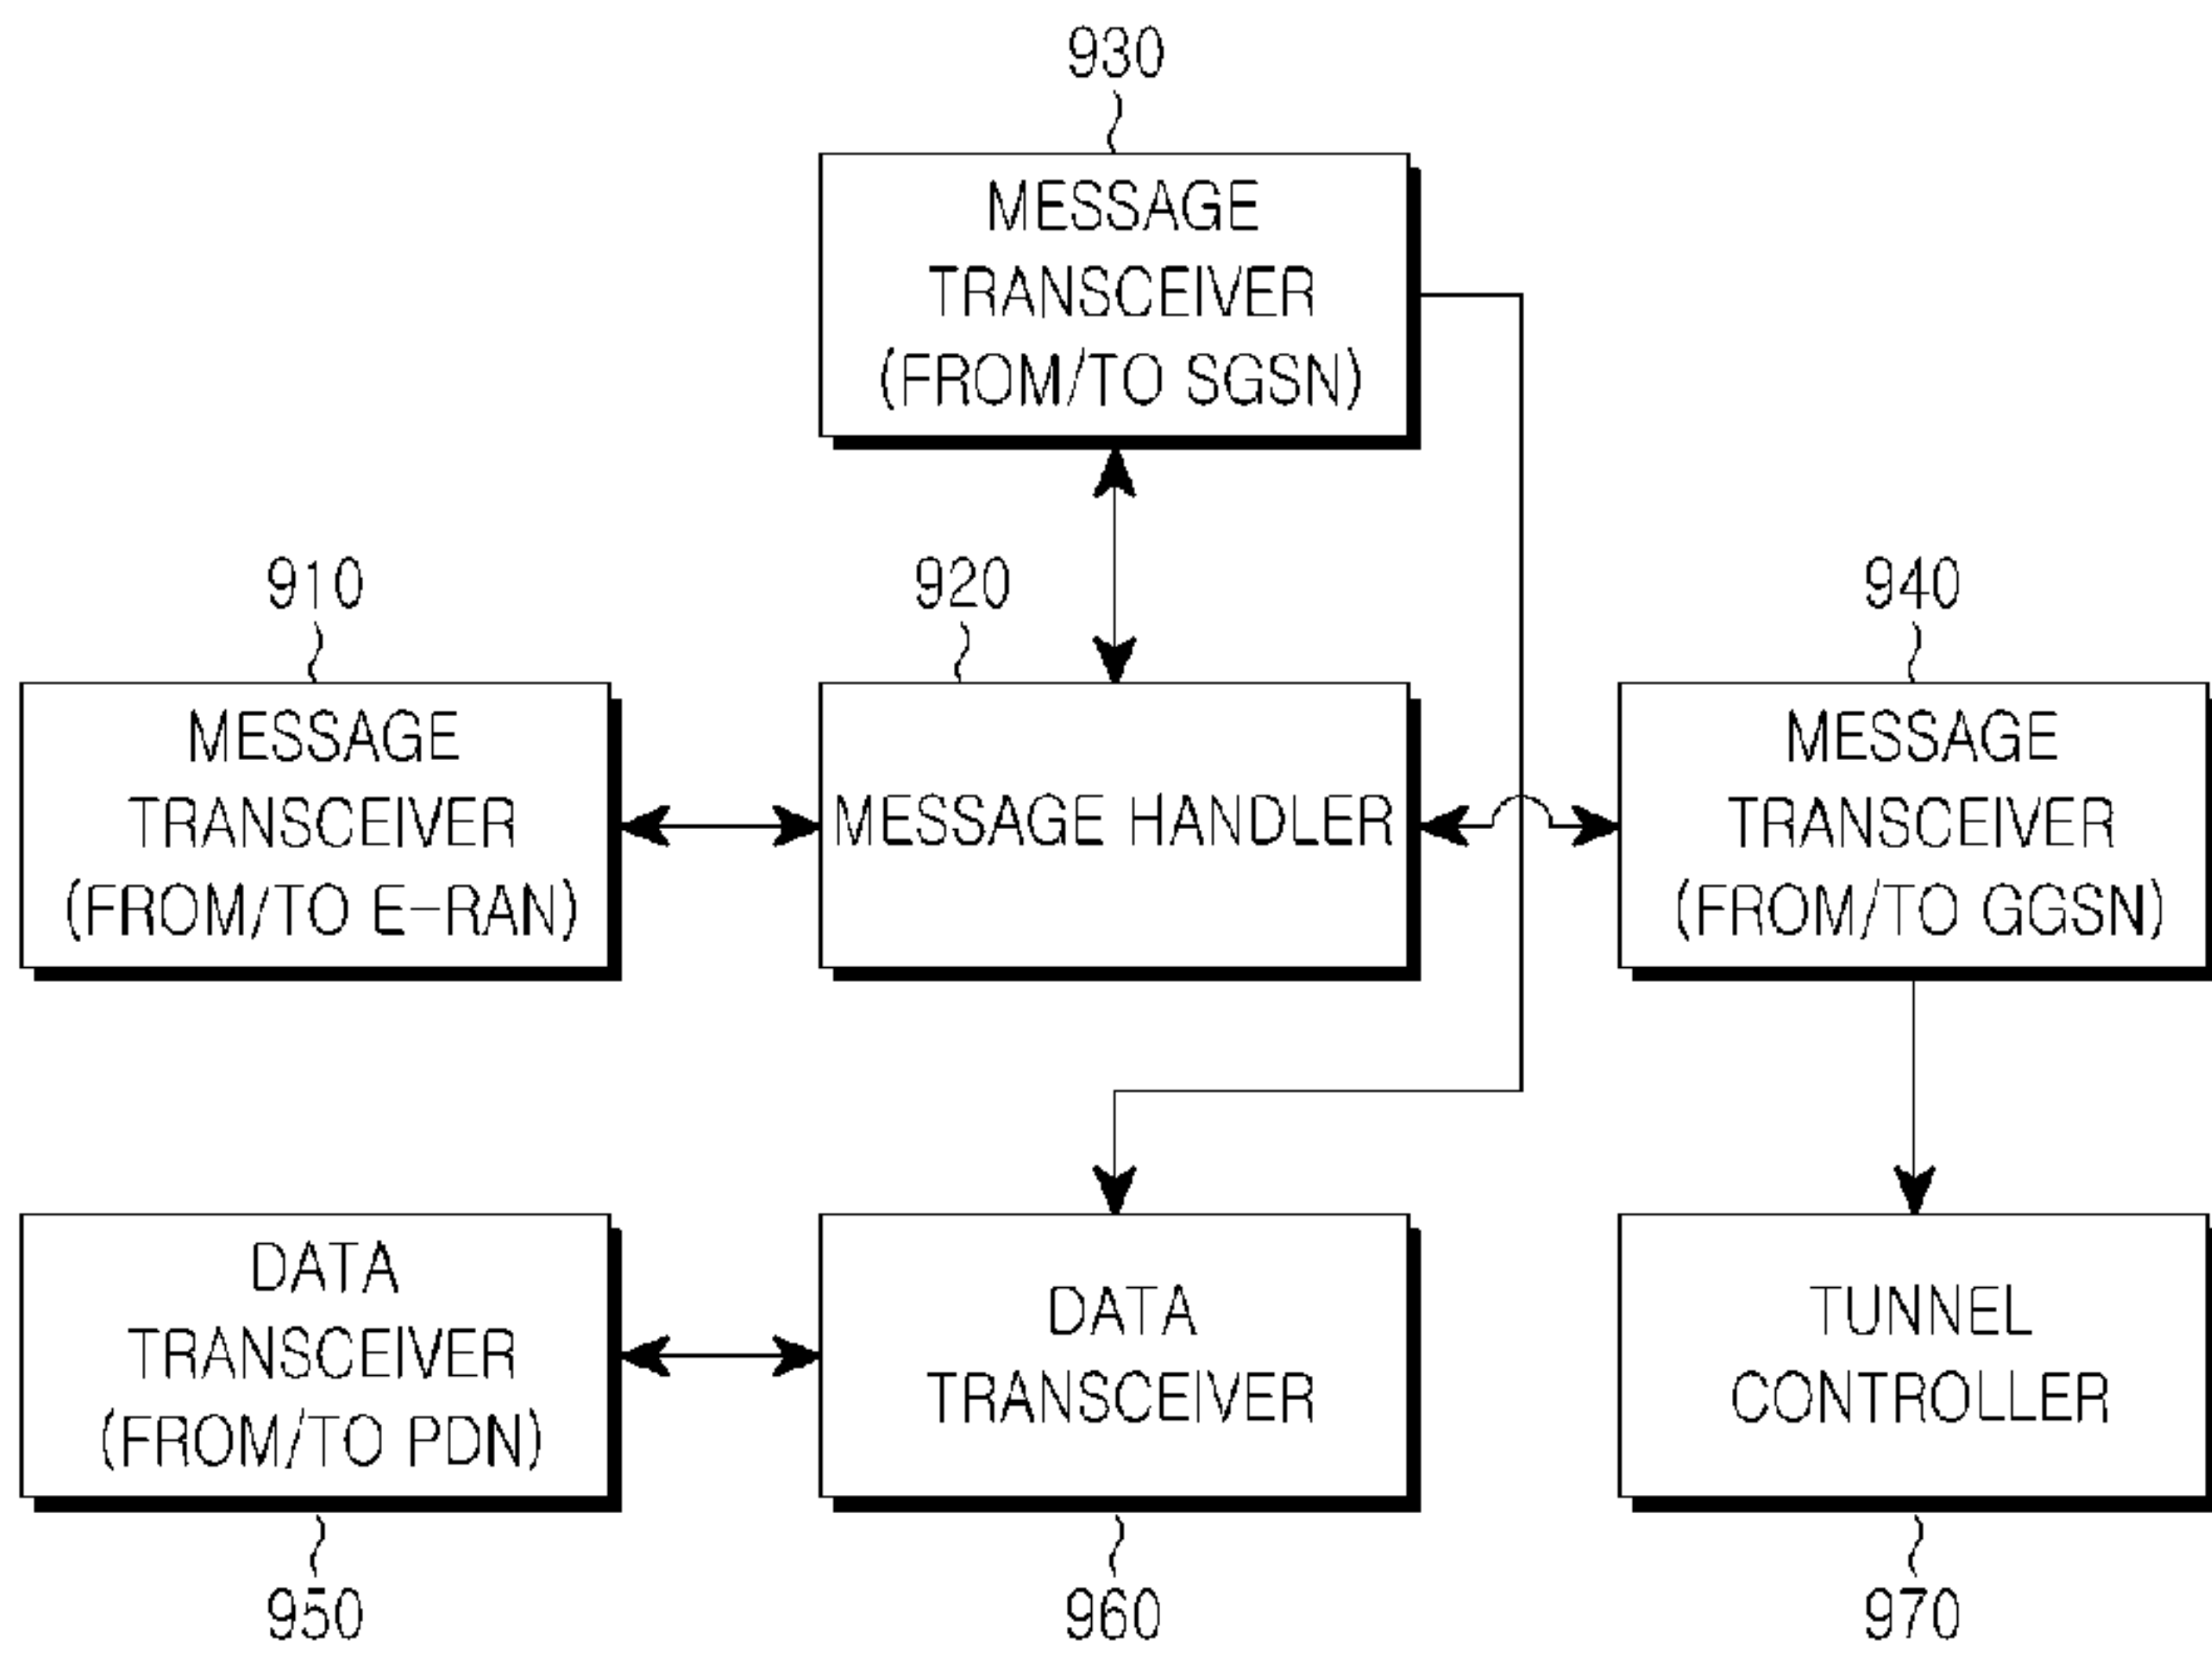 930
MESSAGE
TRANSCEIVER
(FROM/TO SGSN)
910
920
940
MESSAGE
TRANSCEIVER
(FROM/TO E-RAN)
MESSAGE HANDLER
MESSAGE
TRANSCEIVER
(FROM/TO GGSN)
DATA
TRANSCEIVER
(FROM/TO PDN)
DATA
TRANSCEIVER
TUNNEL
CONTROLLER
950
960
970